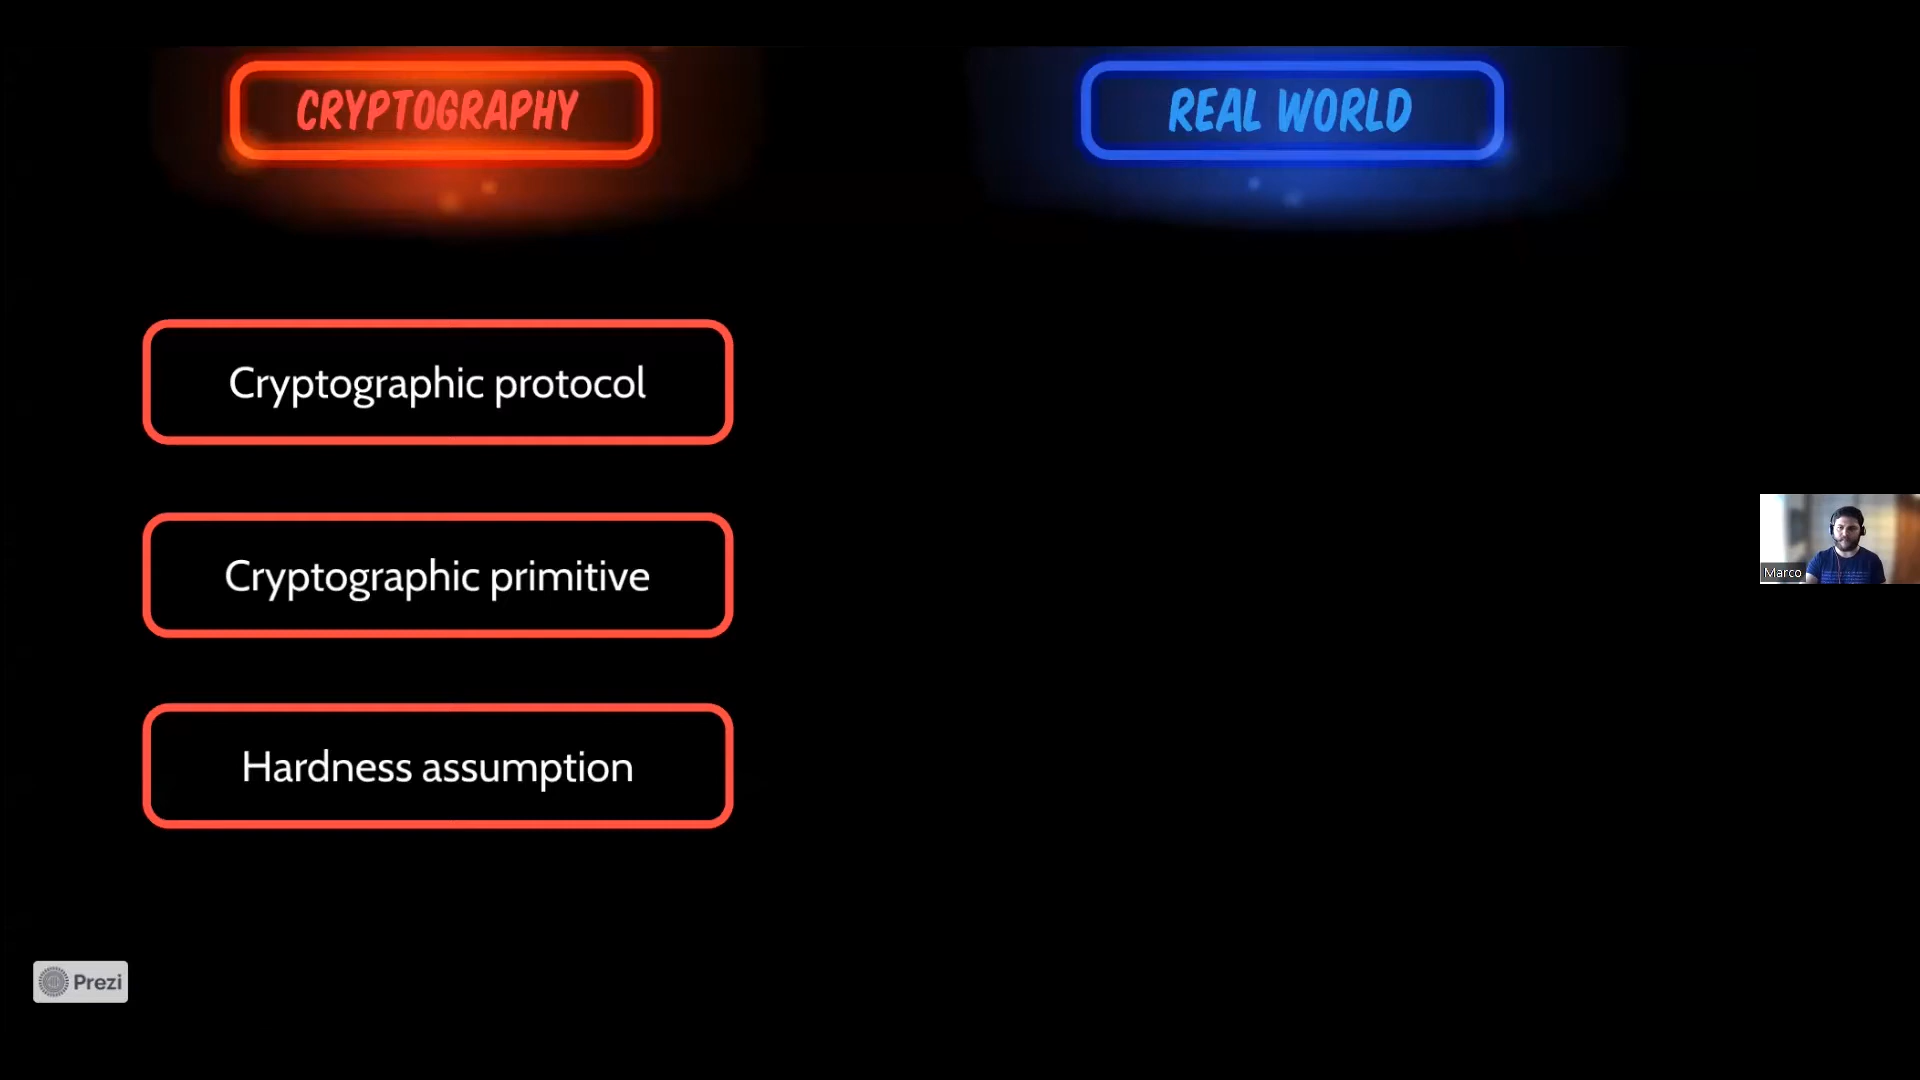 CRYPTOGRAPHY
REAL WORLD
Cryptographic protocol
Cryptographic primitive
Hardness assumption
Marco
Prezi